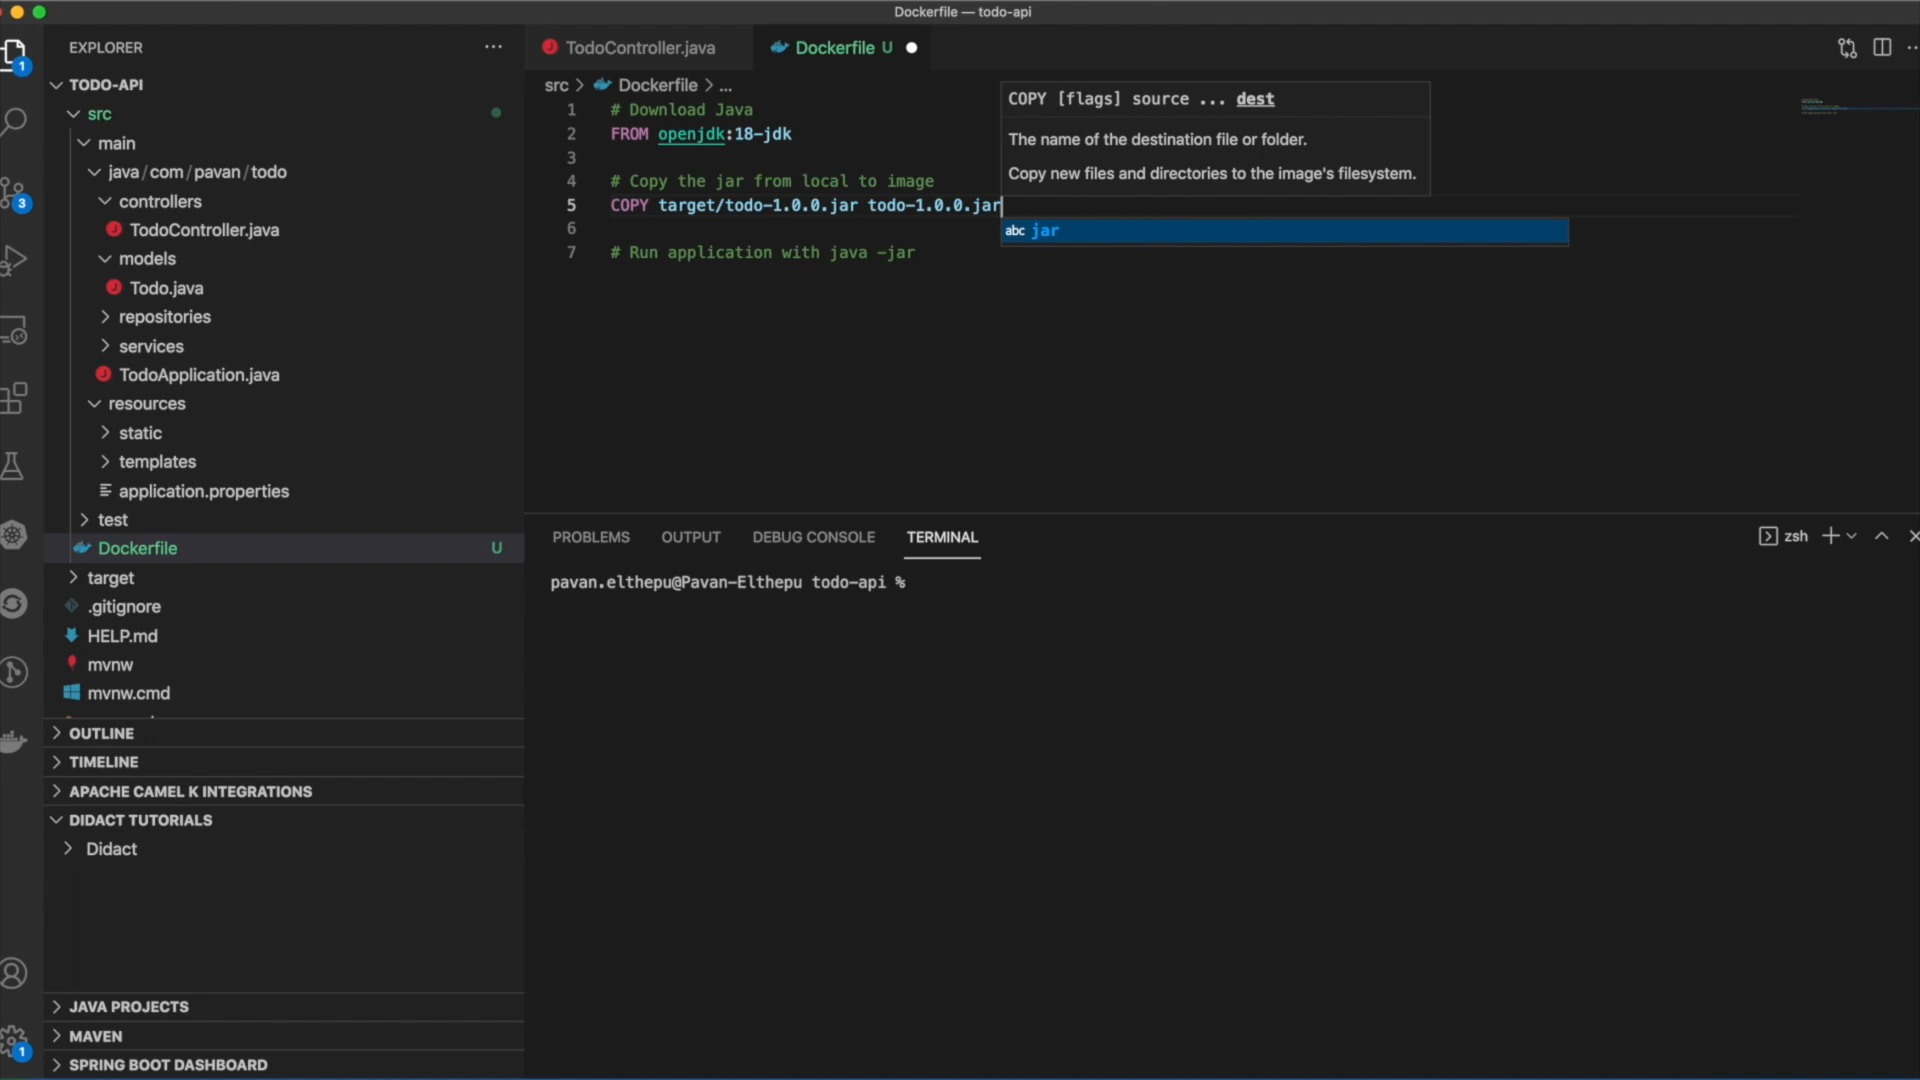 Dockerfile — todo-api
EXPLORER
TODO-API
src
main
java/com/pavan/todo
controllers
TodoController.java
models
Todo.java
repositories
services
TodoApplication.java
resources
static
templates
application.properties
test
Dockerfile U
target
.gitignore
HELP.md
mvnw
mvnw.cmd
OUTLINE
TIMELINE
APACHE CAMEL K INTEGRATIONS
DIDACT TUTORIALS
Didact
JAVA PROJECTS
MAVEN
SPRING BOOT DASHBOARD
1
3
1
TodoController.java
Dockerfile U
src > Dockerfile > ...
1 # Download Java
2 FROM openjdk:18-jdk
3
4 # Copy the jar from local to image
5 COPY target/todo-1.0.0.jar todo-1.0.0.jar
6
7 # Run application with java -jar
COPY [flags] source ... dest
The name of the destination file or folder.
Copy new files and directories to the image's filesystem.
abc jar
PROBLEMS OUTPUT DEBUG CONSOLE TERMINAL
zsh
pavan.elthepu@Pavan-Elthepu todo-api %